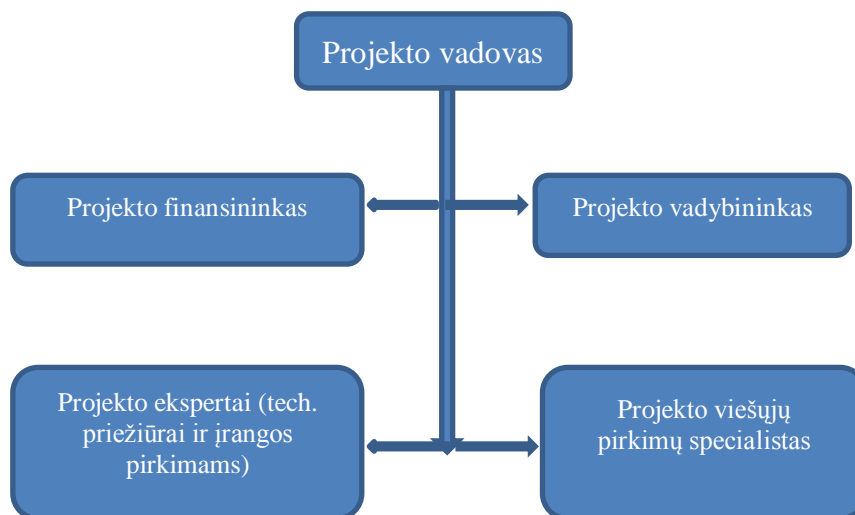 Projekto vadovas
Projekto finansininkas
Projekto vadybininkas
Projekto ekspertai (tech.
priežiūrai ir įrangos
pirkimams)
Projekto viešųjų
pirkimų specialistas